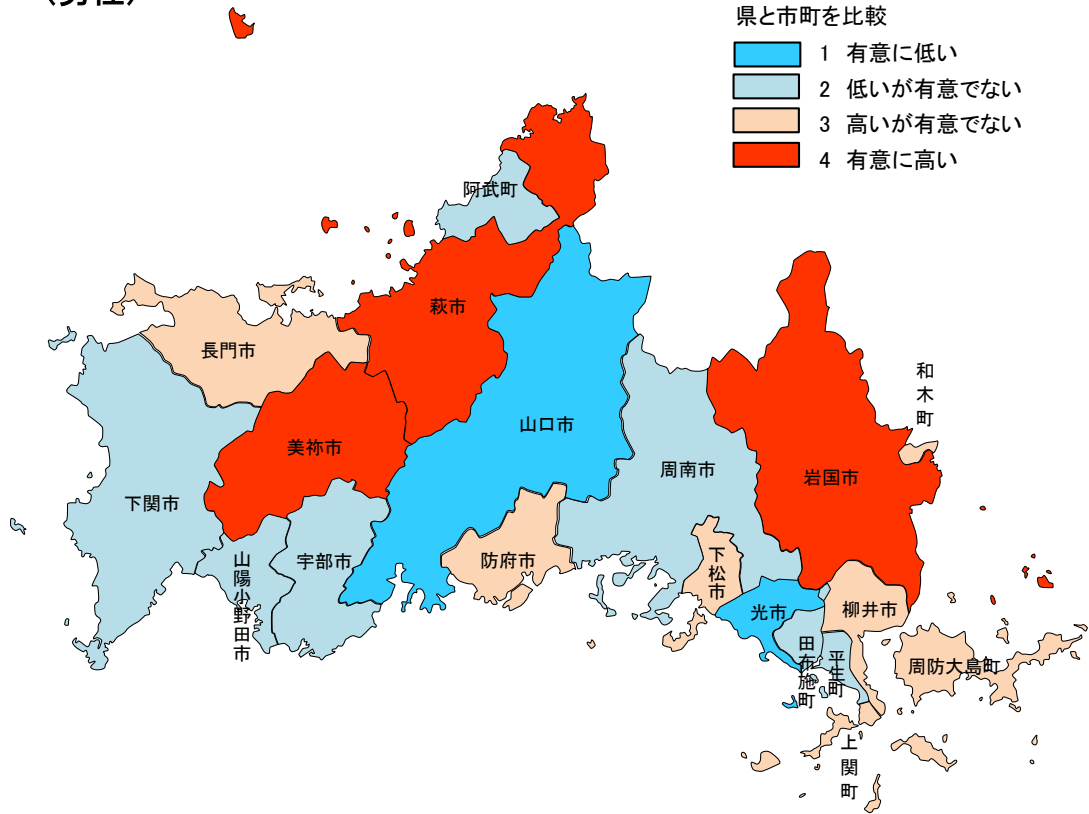 (男性)
県と市町を比較
1 有意に低い
2 低いが有意でない
3 高いが有意でない
4 有意に高い
阿武町
萩市
長門市
和木町
山口市
美祢市
周南市
岩国市
下関市
宇部市
防府市
山陽小野田市
下松市
光市
柳井市
田布施町
平生町
周防大島町
上関町